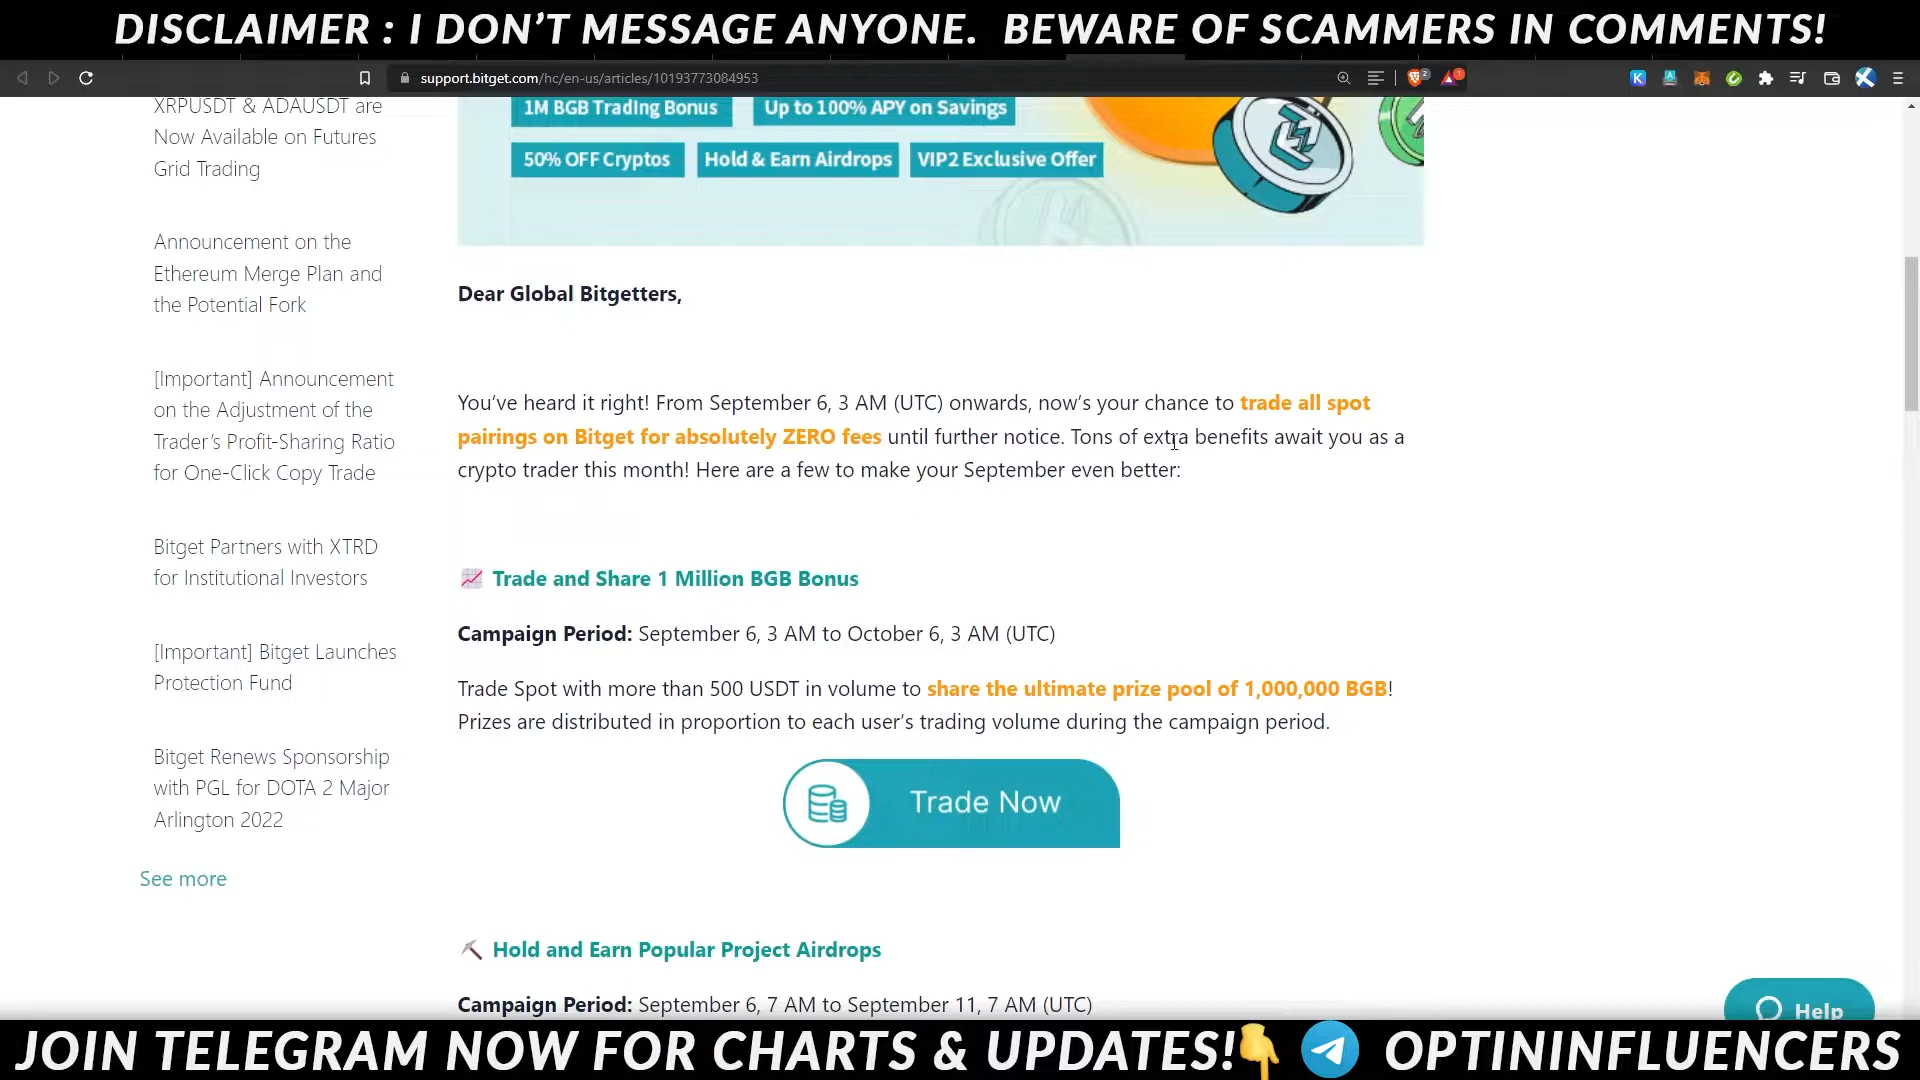 DISCLAIMER : I DON’T MESSAGE ANYONE. BEWARE OF SCAMMERS IN COMMENTS!
support.bitget.com/hc/en-us/articles/10193773084953
2
1
XRPUSDT & ADAUSDT are
Now Available on Futures
Grid Trading
Announcement on the
Ethereum Merge Plan and
the Potential Fork
[Important] Announcement
on the Adjustment of the
Trader’s Profit-Sharing Ratio
for One-Click Copy Trade
Bitget Partners with XTRD
for Institutional Investors
[Important] Bitget Launches
Protection Fund
Bitget Renews Sponsorship
with PGL for DOTA 2 Major
Arlington 2022
See more
1M BGB Trading Bonus
Up to 100% APY on Savings
50% OFF Cryptos
Hold & Earn Airdrops
VIP2 Exclusive Offer
Dear Global Bitgetters,
You’ve heard it right! From September 6, 3 AM (UTC) onwards, now’s your chance to trade all spot
pairings on Bitget for absolutely ZERO fees until further notice. Tons of extra benefits await you as a
crypto trader this month! Here are a few to make your September even better:
📈 Trade and Share 1 Million BGB Bonus
Campaign Period: September 6, 3 AM to October 6, 3 AM (UTC)
Trade Spot with more than 500 USDT in volume to share the ultimate prize pool of 1,000,000 BGB!
Prizes are distributed in proportion to each user’s trading volume during the campaign period.
Trade Now
⛏ Hold and Earn Popular Project Airdrops
Campaign Period: September 6, 7 AM to September 11, 7 AM (UTC)
Help
JOIN TELEGRAM NOW FOR CHARTS & UPDATES!👇 OPTININFLUENCERS